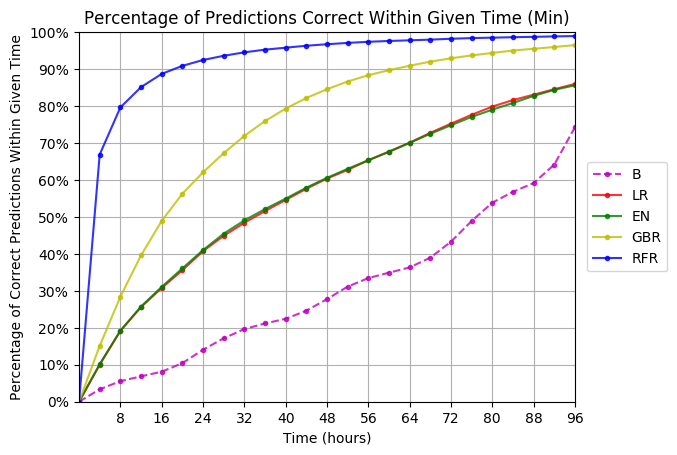 Percentage of Predictions Correct Within Given Time (Min)
Percentage of Correct Predictions Within Given Time
100%
90%
80%
70%
60%
50%
40%
30%
20%
10%
0%
8 16 24 32 40 48 56 64 72 80 88 96
Time (hours)
B
LR
EN
GBR
RFR